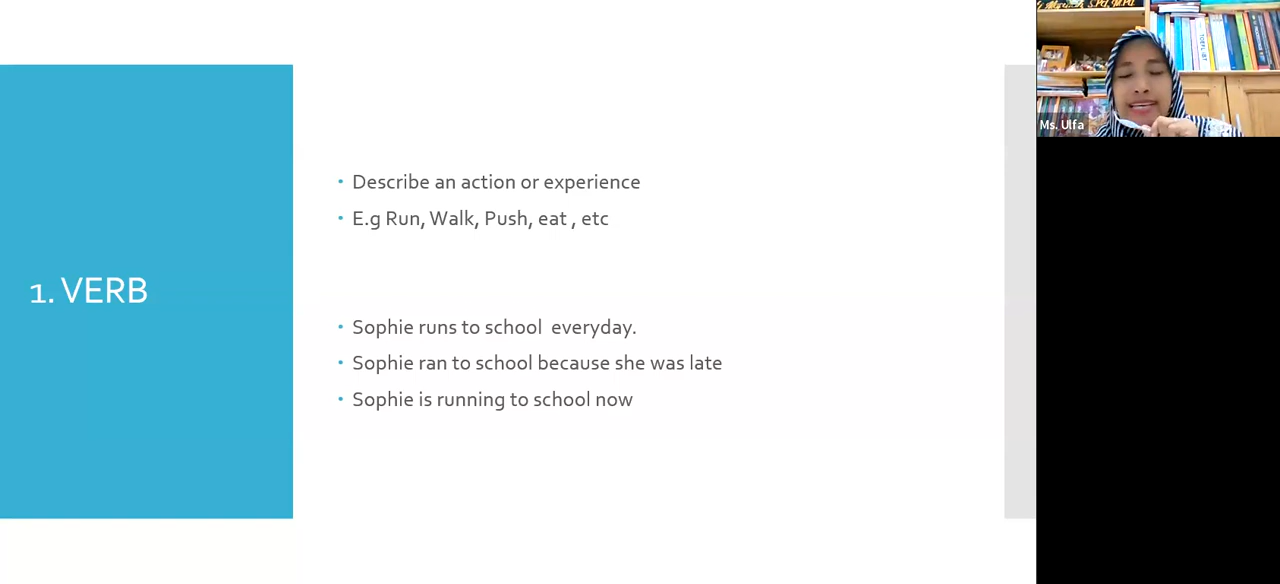 1. VERB
• Describe an action or experience
• E.g Run, Walk, Push, eat , etc
• Sophie runs to school  everyday.
• Sophie ran to school because she was late
• Sophie is running to school now
Ms. Ulfa